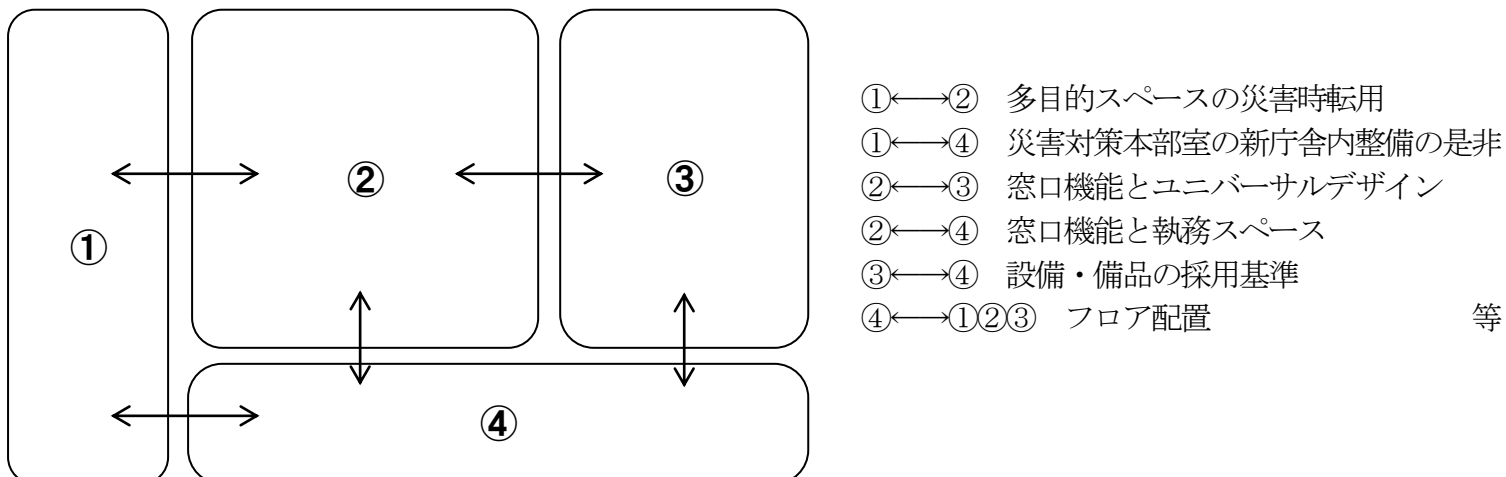 ①
②
③
④
①←→② 多目的スペースの災害時転用
①←→④ 災害対策本部室の新庁舎内整備の是非
②←→③ 窓口機能とユニバーサルデザイン
②←→④ 窓口機能と執務スペース
③←→④ 設備・備品の採用基準
④←→①②③ フロア配置 等